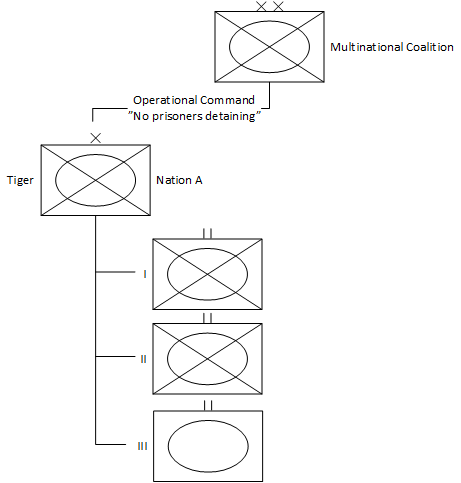 Multinational Coalition
Operational Command
”No prisoners detaining”
Tiger
Nation A
I
II
III